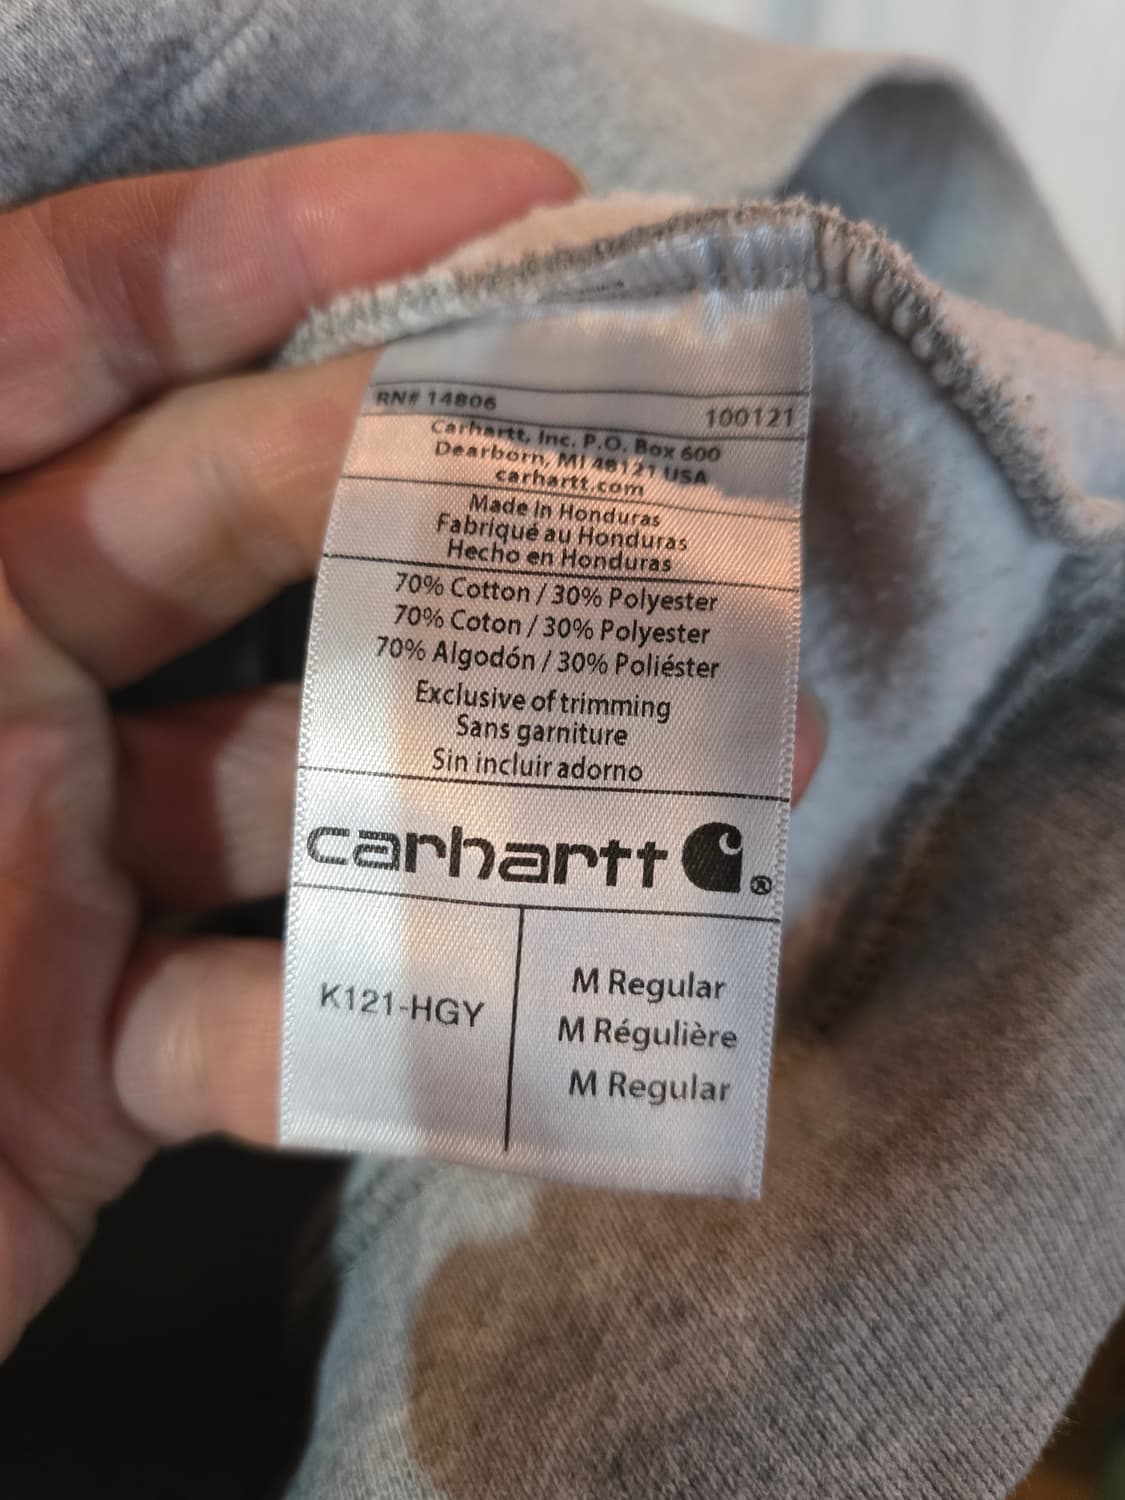 RN# 14806 100121
Carhartt, Inc. P.O. Box 600
Dearborn, MI 48121 USA
carhartt.com
Made in Honduras
Fabriqué au Honduras
Hecho en Honduras
70% Cotton / 30% Polyester
70% Coton / 30% Polyester
70% Algodón / 30% Poliéster
Exclusive of trimming
Sans garniture
Sin incluir adorno
carhartt ®
K121-HGY
M Regular
M Régulière
M Regular